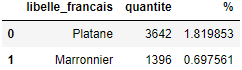 libelle_francais quantite %
0 Platane 3642 1.819853
1 Marronnier 1396 0.697561